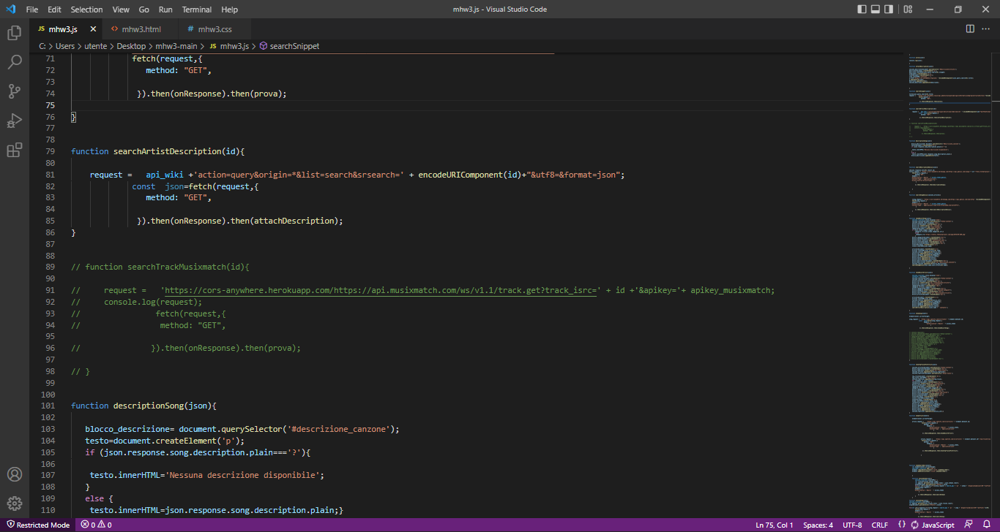 File Edit Selection View Go Run Terminal Help mhw3.js - Visual Studio Code
JS mhw3.js <> mhw3.html # mhw3.css
C: > Users > utente > Desktop > mhw3-main > JS mhw3.js > searchSnippet
71 fetch(request,{
72 method: "GET",
73
74 }).then(onResponse).then(prova);
75
76 }
77
78
79 function searchArtistDescription(id){
80
81 request = api_wiki +'action=query&origin=*&list=search&srsearch=' + encodeURIComponent(id)+"&utf8=&format=json";
82 const json=fetch(request,{
83 method: "GET",
84
85 }).then(onResponse).then(attachDescription);
86 }
87
88
89 // function searchTrackMusixmatch(id){
90
91 // request = 'https://cors-anywhere.herokuapp.com/https://api.musixmatch.com/ws/v1.1/track.get?track_isrc=' + id +'&apikey='+ apikey_musixmatch;
92 // console.log(request);
93 // fetch(request,{
94 // method: "GET",
95
96 // }).then(onResponse).then(prova);
97
98 // }
99
100
101 function descriptionSong(json){
102
103 blocco_descrizione= document.querySelector('#descrizione_canzone');
104 testo=document.createElement('p');
105 if (json.response.song.description.plain==='?'){
106
107 testo.innerHTML='Nessuna descrizione disponibile';
108 }
109 else {
110 testo.innerHTML=json.response.song.description.plain;}
Restricted Mode 0 0 Ln 75, Col 1 Spaces: 4 UTF-8 CRLF {} JavaScript